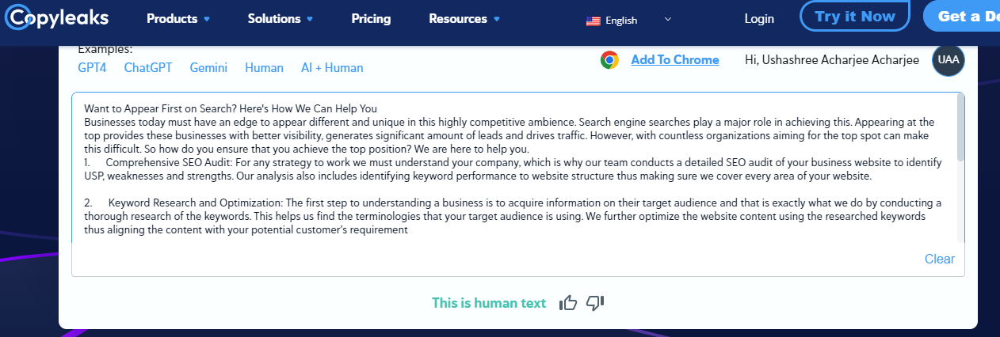 Copyleaks Products Solutions Pricing Resources English Login Try it Now Get a De
Examples:
GPT4 ChatGPT Gemini Human AI + Human Add To Chrome Hi, Ushashree Acharjee Acharjee UAA
Want to Appear First on Search? Here's How We Can Help You
Businesses today must have an edge to appear different and unique in this highly competitive ambience. Search engine searches play a major role in achieving this. Appearing at the
top provides these businesses with better visibility, generates significant amount of leads and drives traffic. However, with countless organizations aiming for the top spot can make
this difficult. So how do you ensure that you achieve the top position? We are here to help you.
1. Comprehensive SEO Audit: For any strategy to work we must understand your company, which is why our team conducts a detailed SEO audit of your business website to identify
USP, weaknesses and strengths. Our analysis also includes identifying keyword performance to website structure thus making sure we cover every area of your website.
2. Keyword Research and Optimization: The first step to understanding a business is to acquire information on their target audience and that is exactly what we do by conducting a
thorough research of the keywords. This helps us find the terminologies that your target audience is using. We further optimize the website content using the researched keywords
thus aligning the content with your potential customer's requirement
Clear
This is human text